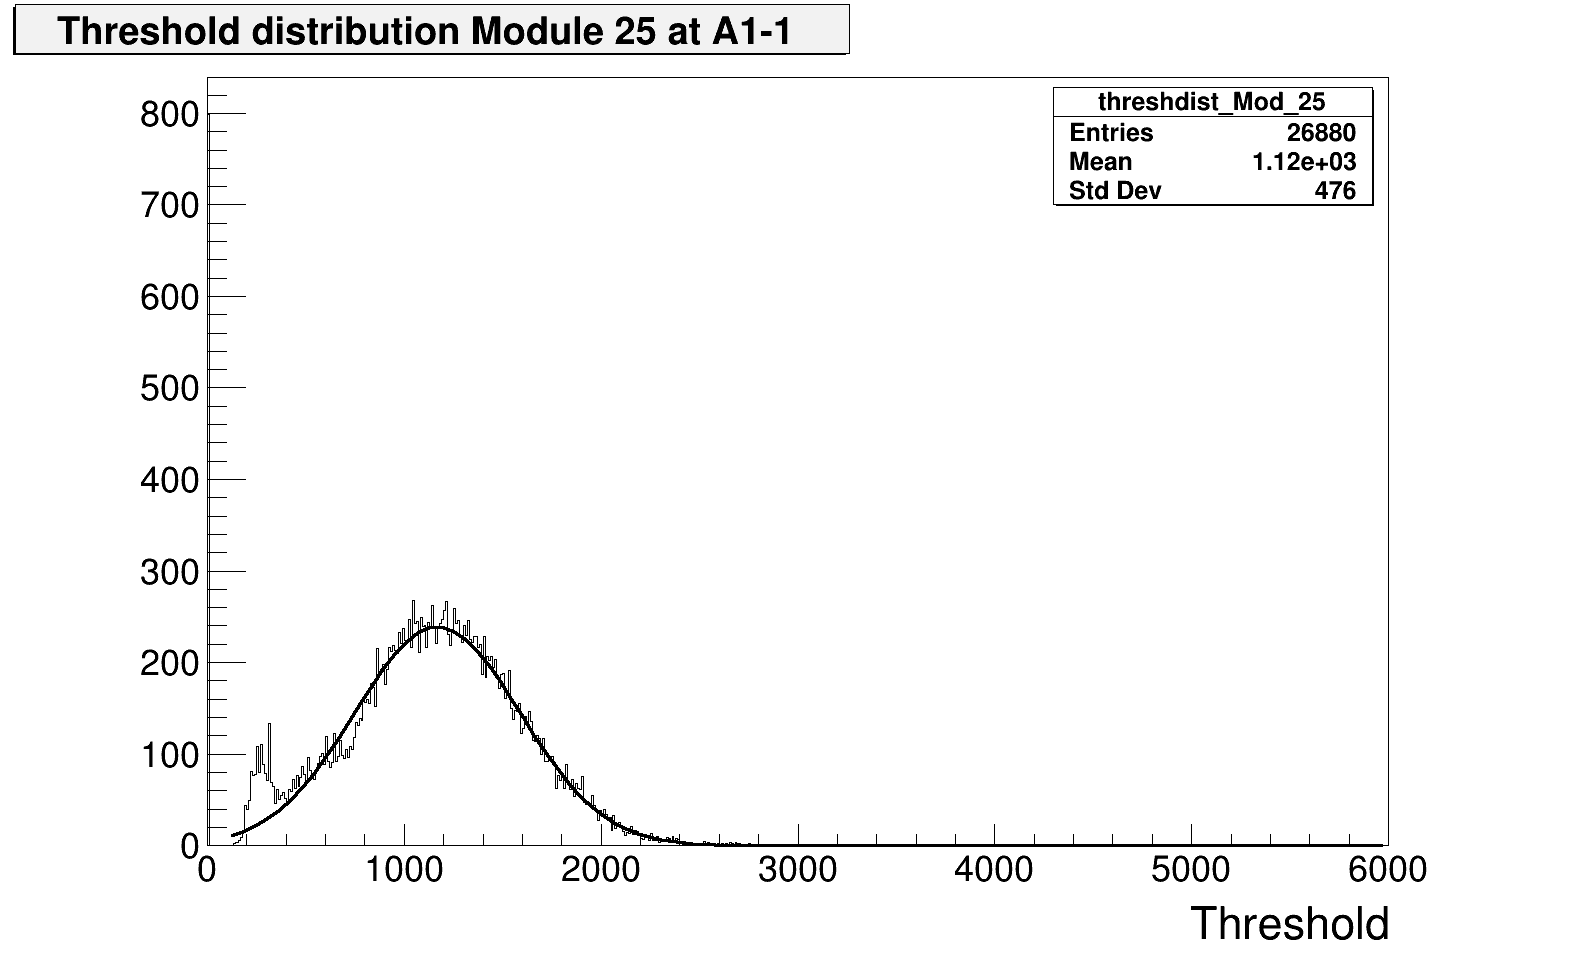 Threshold distribution Module 25 at A1-1
threshdist_Mod_25
Entries 26880
Mean 1.12e+03
Std Dev 476
800
700
600
500
400
300
200
100
0
0 1000 2000 3000 4000 5000 6000
Threshold